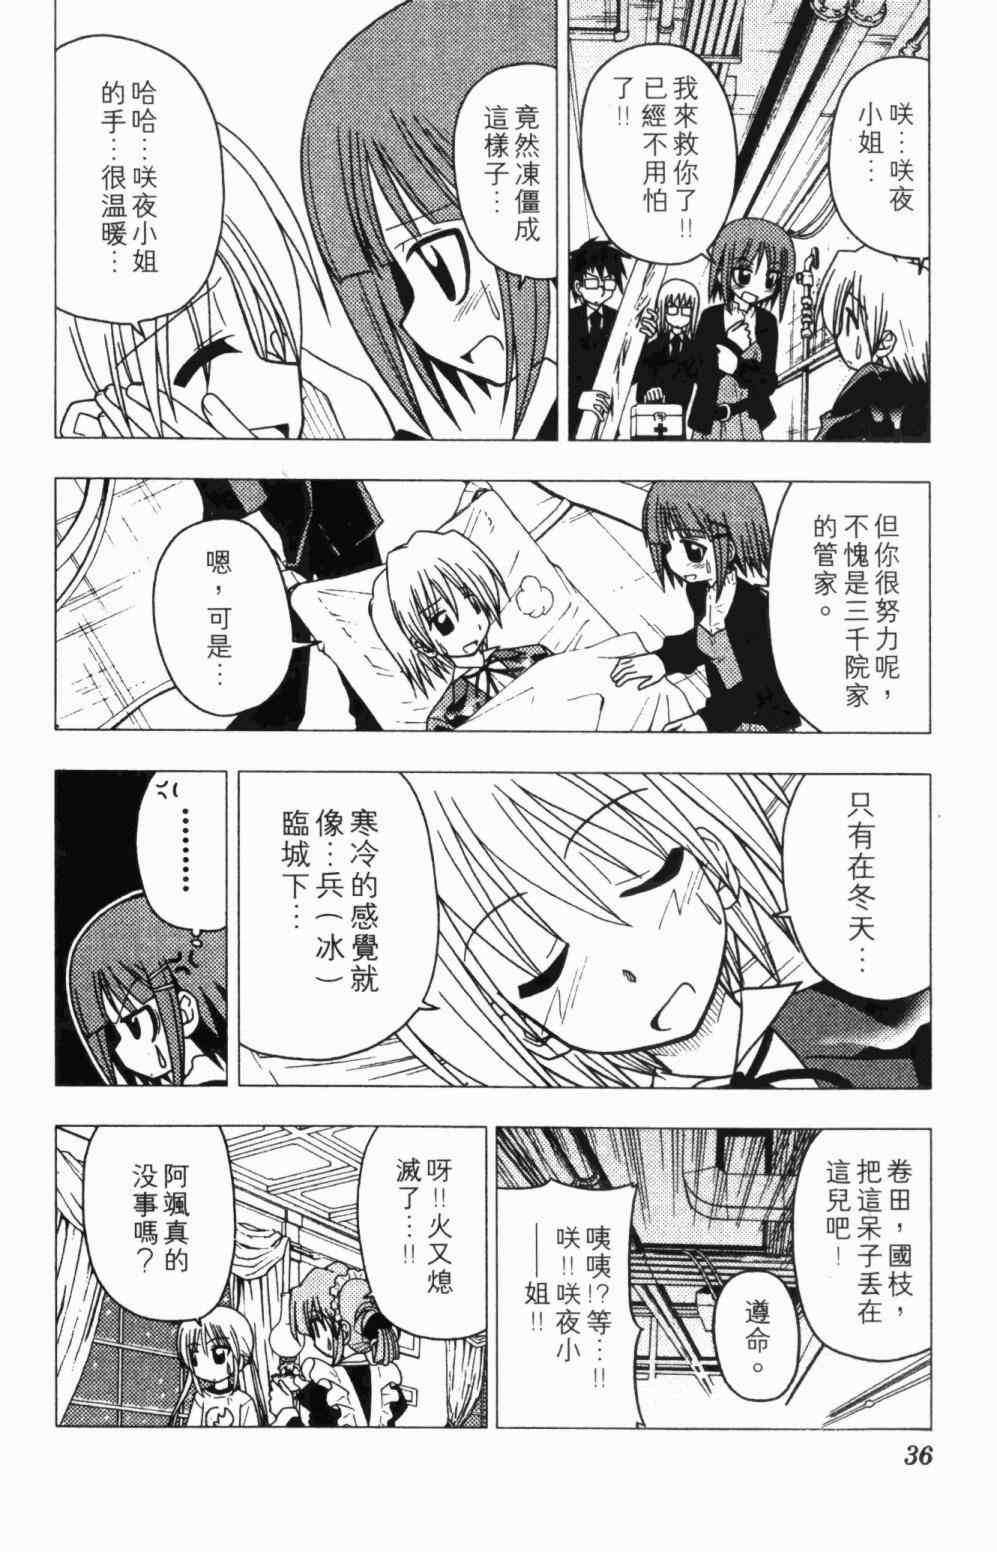 咲…咲夜
小姐…
我來救你了!!
已經不用怕
了!!
竟然凍僵成
這樣子…
哈哈…咲夜小姐
的手…很溫暖…
但你很努力呢，
不愧是三千院家
的管家。
嗯，可是…
只有在冬天…
寒冷的感覺就
像…兵（冰）
臨城下…
………
卷田，國枝，
把這呆子丟在
這兒吧！
遵命。
咦咦!?等…!!
咲!!咲夜小
——姐!!
呀!!火又熄
滅了…!!
阿颯真的
没事嗎？
36